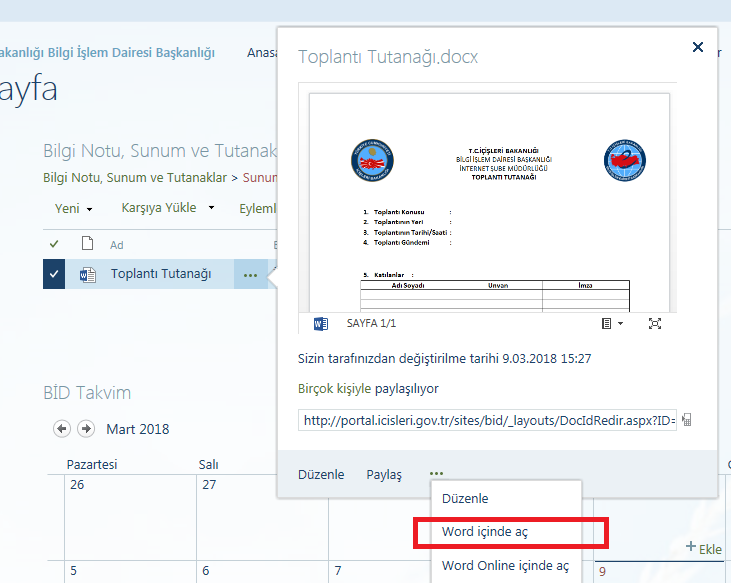 akanlığı Bilgi İşlem Dairesi Başkanlığı
Anasa
ayfa
Bilgi Notu, Sunum ve Tutanak
Bilgi Notu, Sunum ve Tutanaklar > Sunum
Yeni
Karşıya Yükle
Eyleml
Ad
Toplantı Tutanağı
...
BİD Takvim
Mart 2018
Pazartesi
Salı
26
27
5
6
7
9
Ekle
Toplantı Tutanağı.docx
T.C.İÇİŞLERİ BAKANLIĞI
BİLGİ İŞLEM DAİRESİ BAŞKANLIĞI
İNTERNET ŞUBE MÜDÜRLÜĞÜ
TOPLANTI TUTANAĞI
1. Toplantı Konusu :
2. Toplantının Yeri :
3. Toplantının Tarihi/Saati :
4. Toplantı Gündemi :
5. Katılanlar :
Adı Soyadı Unvan İmza
SAYFA 1/1
Sizin tarafınızdan değiştirilme tarihi 9.03.2018 15:27
Birçok kişiyle paylaşılıyor
http://portal.icisleri.gov.tr/sites/bid/_layouts/DocIdRedir.aspx?ID=
Düzenle Paylaş ...
Düzenle
Word içinde aç
Word Online içinde aç